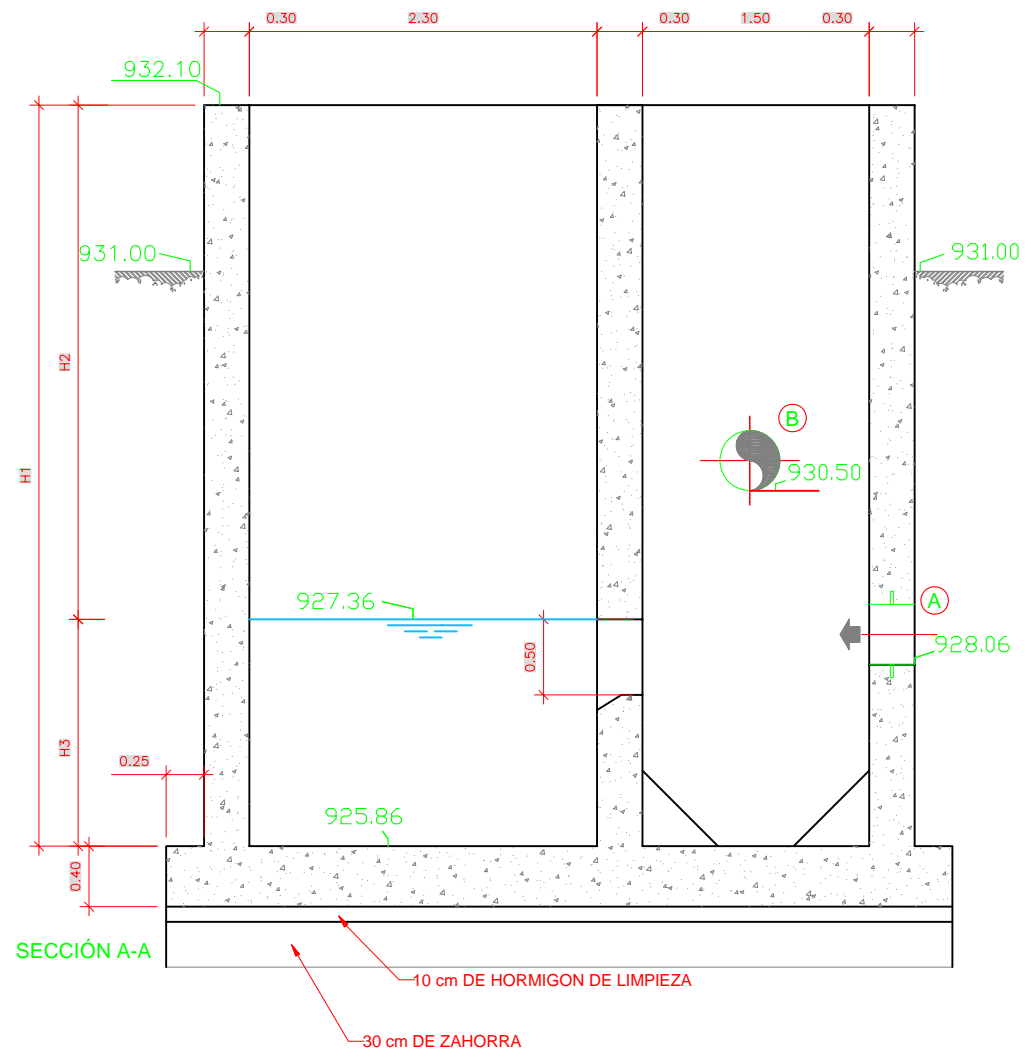 0.30
2.30
0.30
1.50
0.30
932.10
931.00
931.00
H2
H1
B
930.50
927.36
A
0.50
928.06
H3
0.25
925.86
0.40
SECCIÓN A-A
10 cm DE HORMIGON DE LIMPIEZA
30 cm DE ZAHORRA